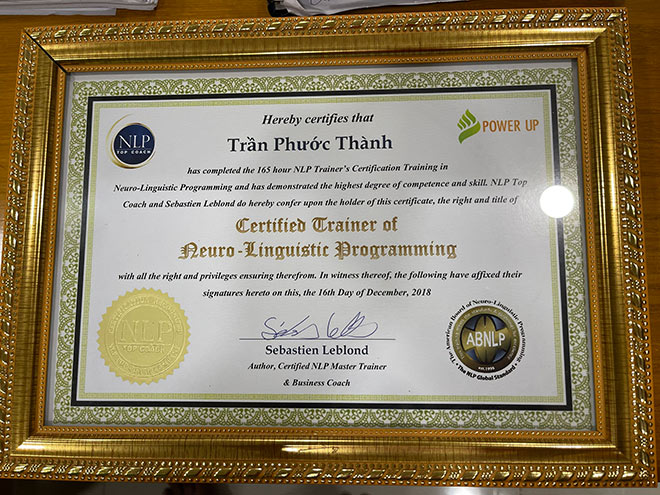 Hereby certifies that
NLP
TOP COACH
POWER UP
Trần Phước Thành
has completed the 165 hour NLP Trainer's Certification Training in
Neuro-Linguistic Programming and has demonstrated the highest degree of competence and skill. NLP Top
Coach and Sebastien Leblond do hereby confer upon the holder of this certificate, the right and title of
Certified Trainer of
Neuro-Linguistic Programming
with all the right and privileges ensuring therefrom. In witness thereof, the following have affixed their
signatures hereto on this, the 16th Day of December, 2018
NLP
TOP COACH
Sebastien Leblond
Author, Certified NLP Master Trainer
& Business Coach
The American Board of Neuro-Linguistic Programming
ABNLP
The NLP Global Standard